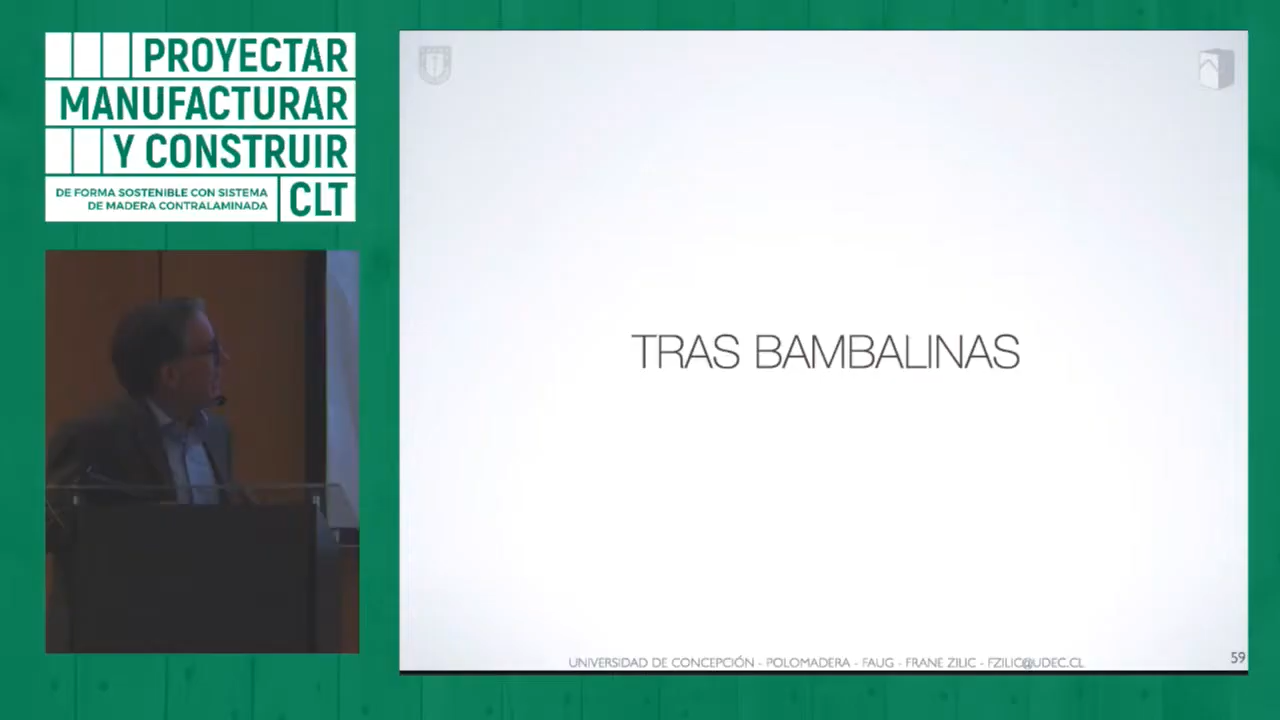 PROYECTAR
MANUFACTURAR
Y CONSTRUIR
DE FORMA SOSTENIBLE CON SISTEMA
DE MADERA CONTRALAMINADA
CLT
TRAS BAMBALINAS
UNIVERSIDAD DE CONCEPCIÓN - POLOMADERA - FAUG - FRANE ZILIC - FZILIC@UDEC.CL
59